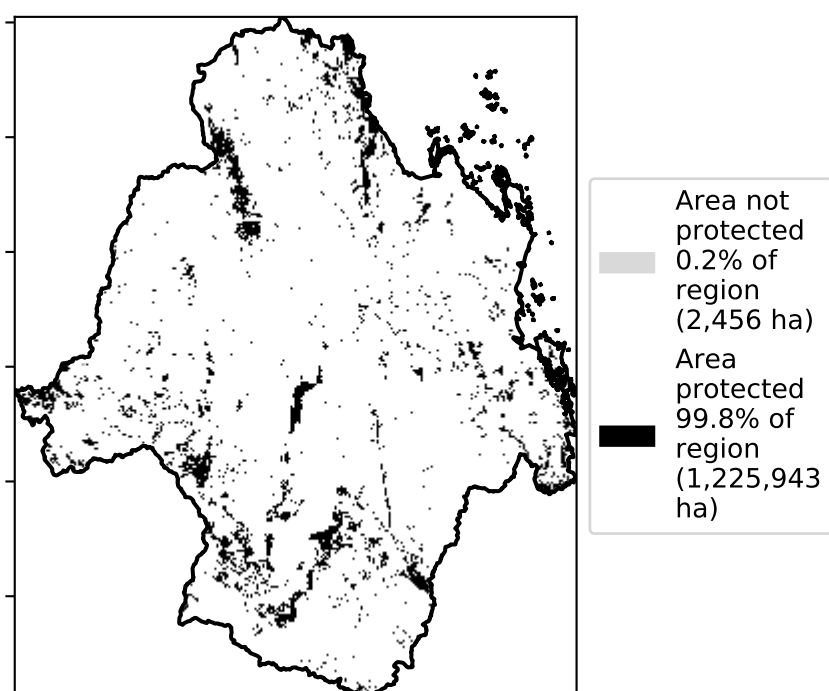 Area not
protected
0.2% of
region
(2,456 ha)
Area
protected
99.8% of
region
(1,225,943
ha)